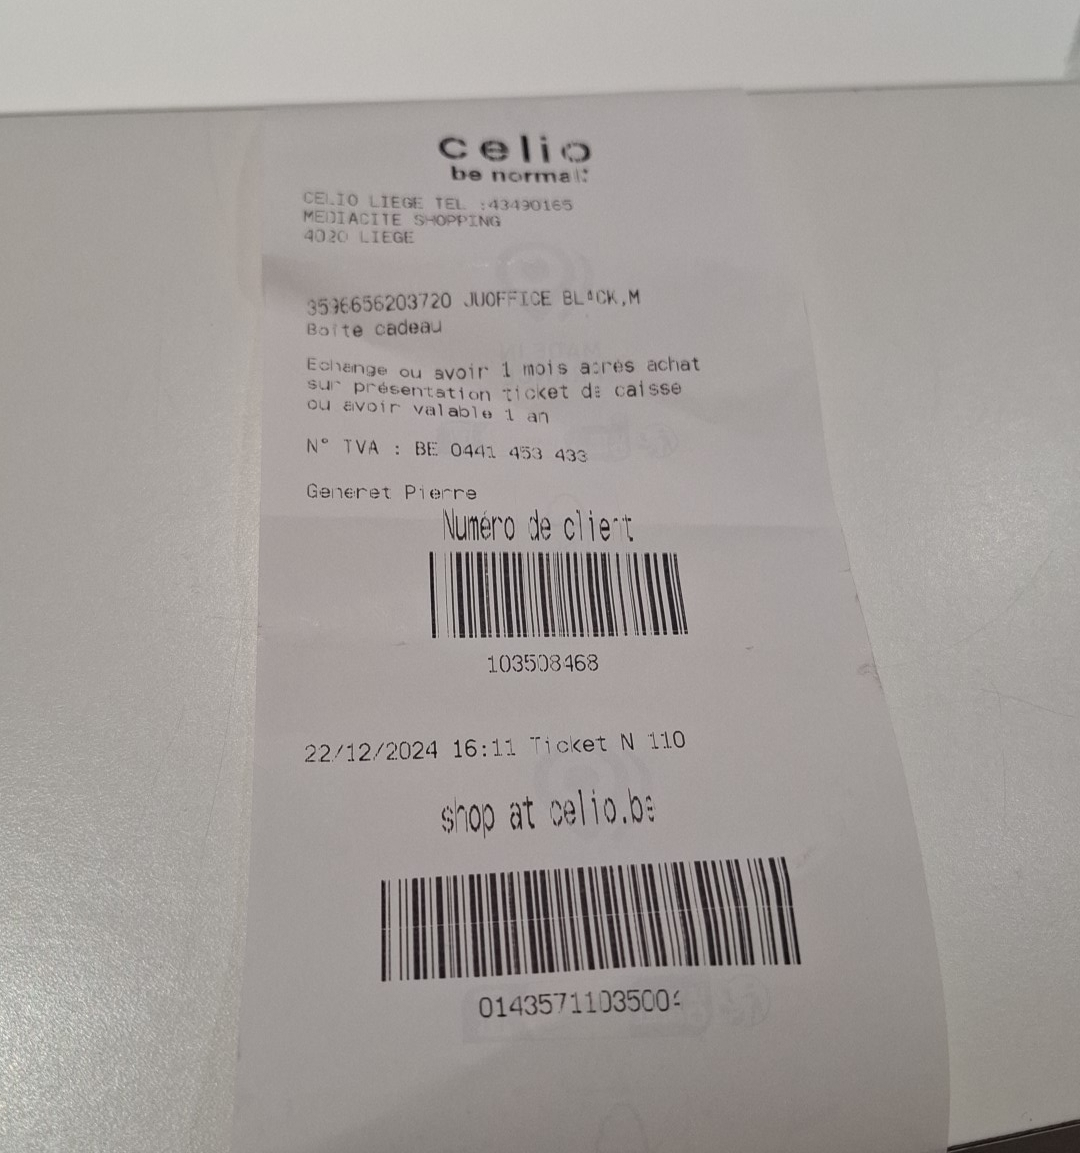 celio
be normal
CELIO LIEGE TEL :43490165
MEDIACITE SHOPPING
4020 LIEGE
3596656203720 JUOFFICE BLACK,M
Boîte cadeau
Echange ou avoir 1 mois après achat
sur présentation ticket de caisse
ou avoir valable 1 an
N° TVA : BE 0441 453 433
Generet Pierre
Numéro de client
103508468
22/12/2024 16:11 Ticket N 110
shop at celio.be